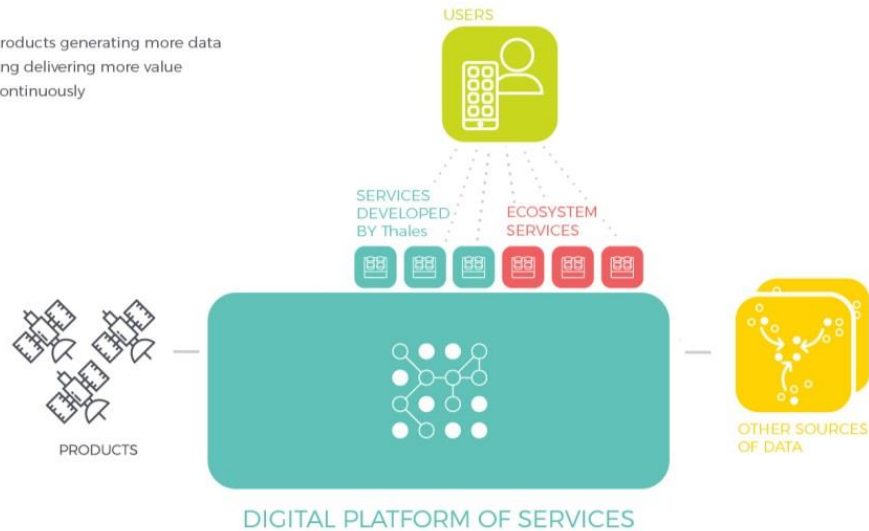 roducts generating more data
ng delivering more value
ontinuously
USERS
SERVICES
DEVELOPED
BY Thales
ECOSYSTEM
SERVICES
PRODUCTS
OTHER SOURCES
OF DATA
DIGITAL PLATFORM OF SERVICES